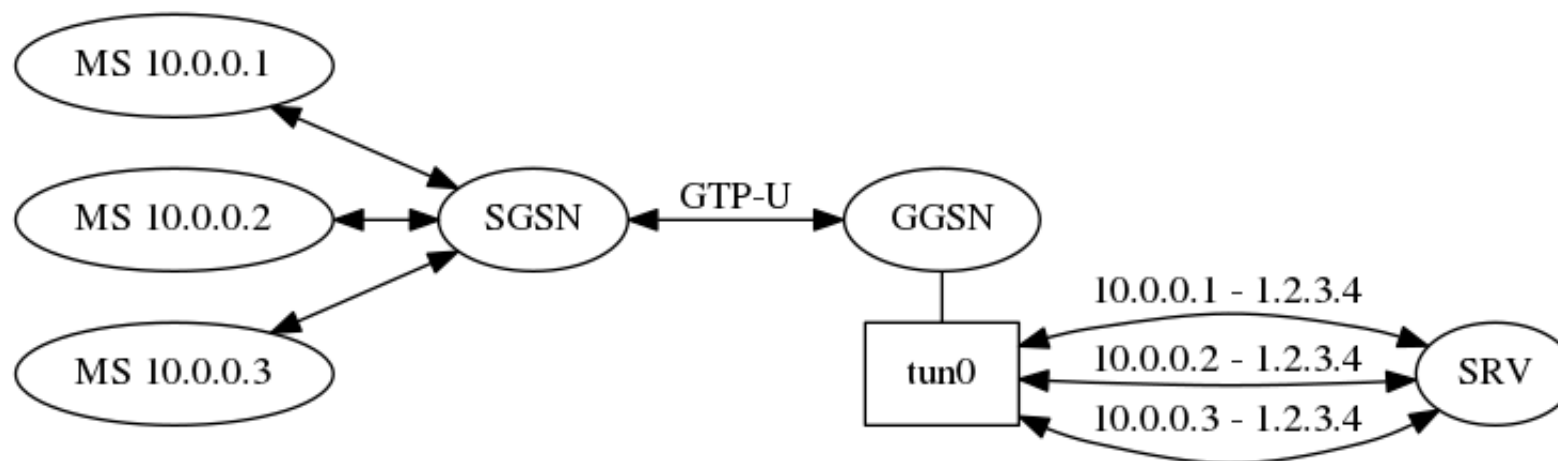 MS 10.0.0.1
MS 10.0.0.2
SGSN
GTP-U
GGSN
10.0.0.1 - 1.2.3.4
MS 10.0.0.3
tun0
10.0.0.2 - 1.2.3.4
SRV
10.0.0.3 - 1.2.3.4